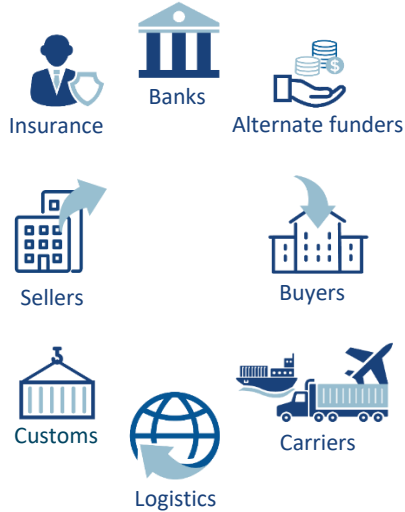 Banks
Insurance
Alternate funders
Sellers
Buyers
Customs
Carriers
Logistics